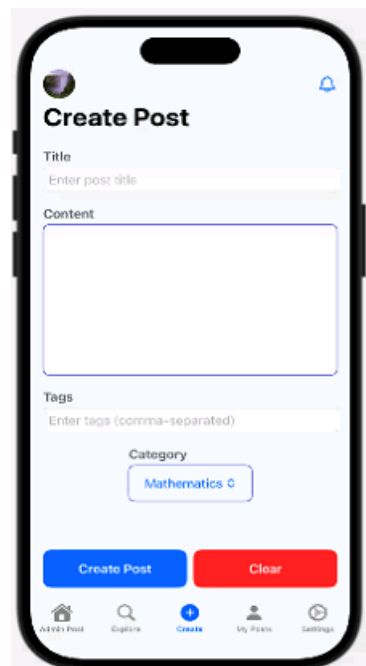 Create Post
Title
Enter post title
Content
Tags
Enter tags (comma-separated)
Category
Mathematics
Create Post Clear
Admin Post Explore Create My Posts Settings